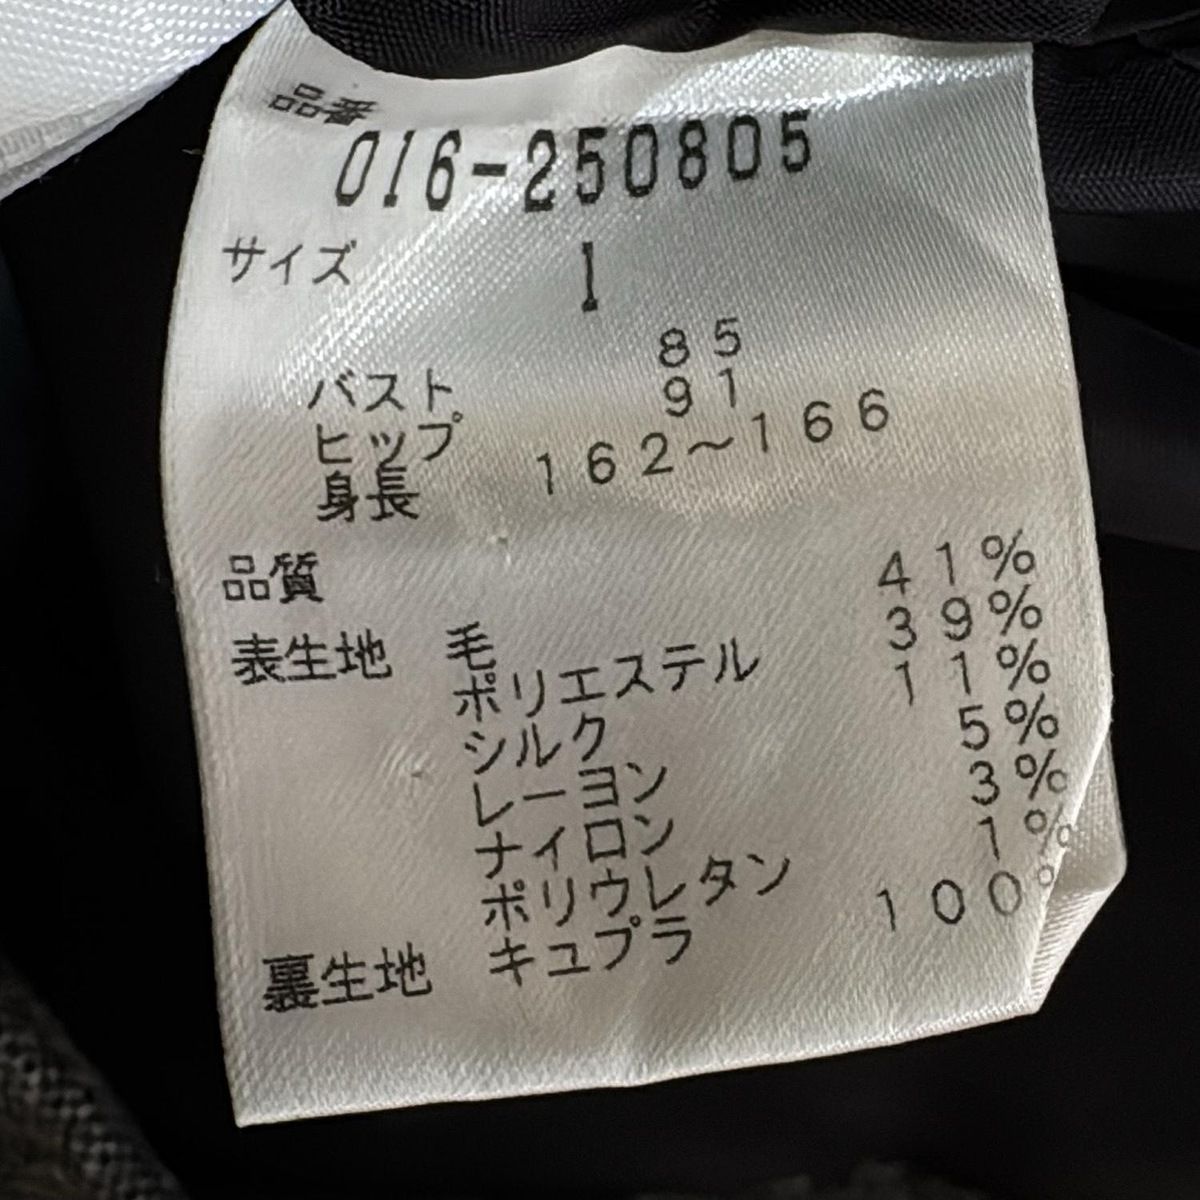 品番
016-250805
サイズ 1
バスト 85
ヒップ 91
身長 162～166
品質
表生地 毛 41%
ポリエステル 39%
シルク 11%
レーヨン 5%
ナイロン 3%
ポリウレタン 1%
裏生地 キュプラ 100%